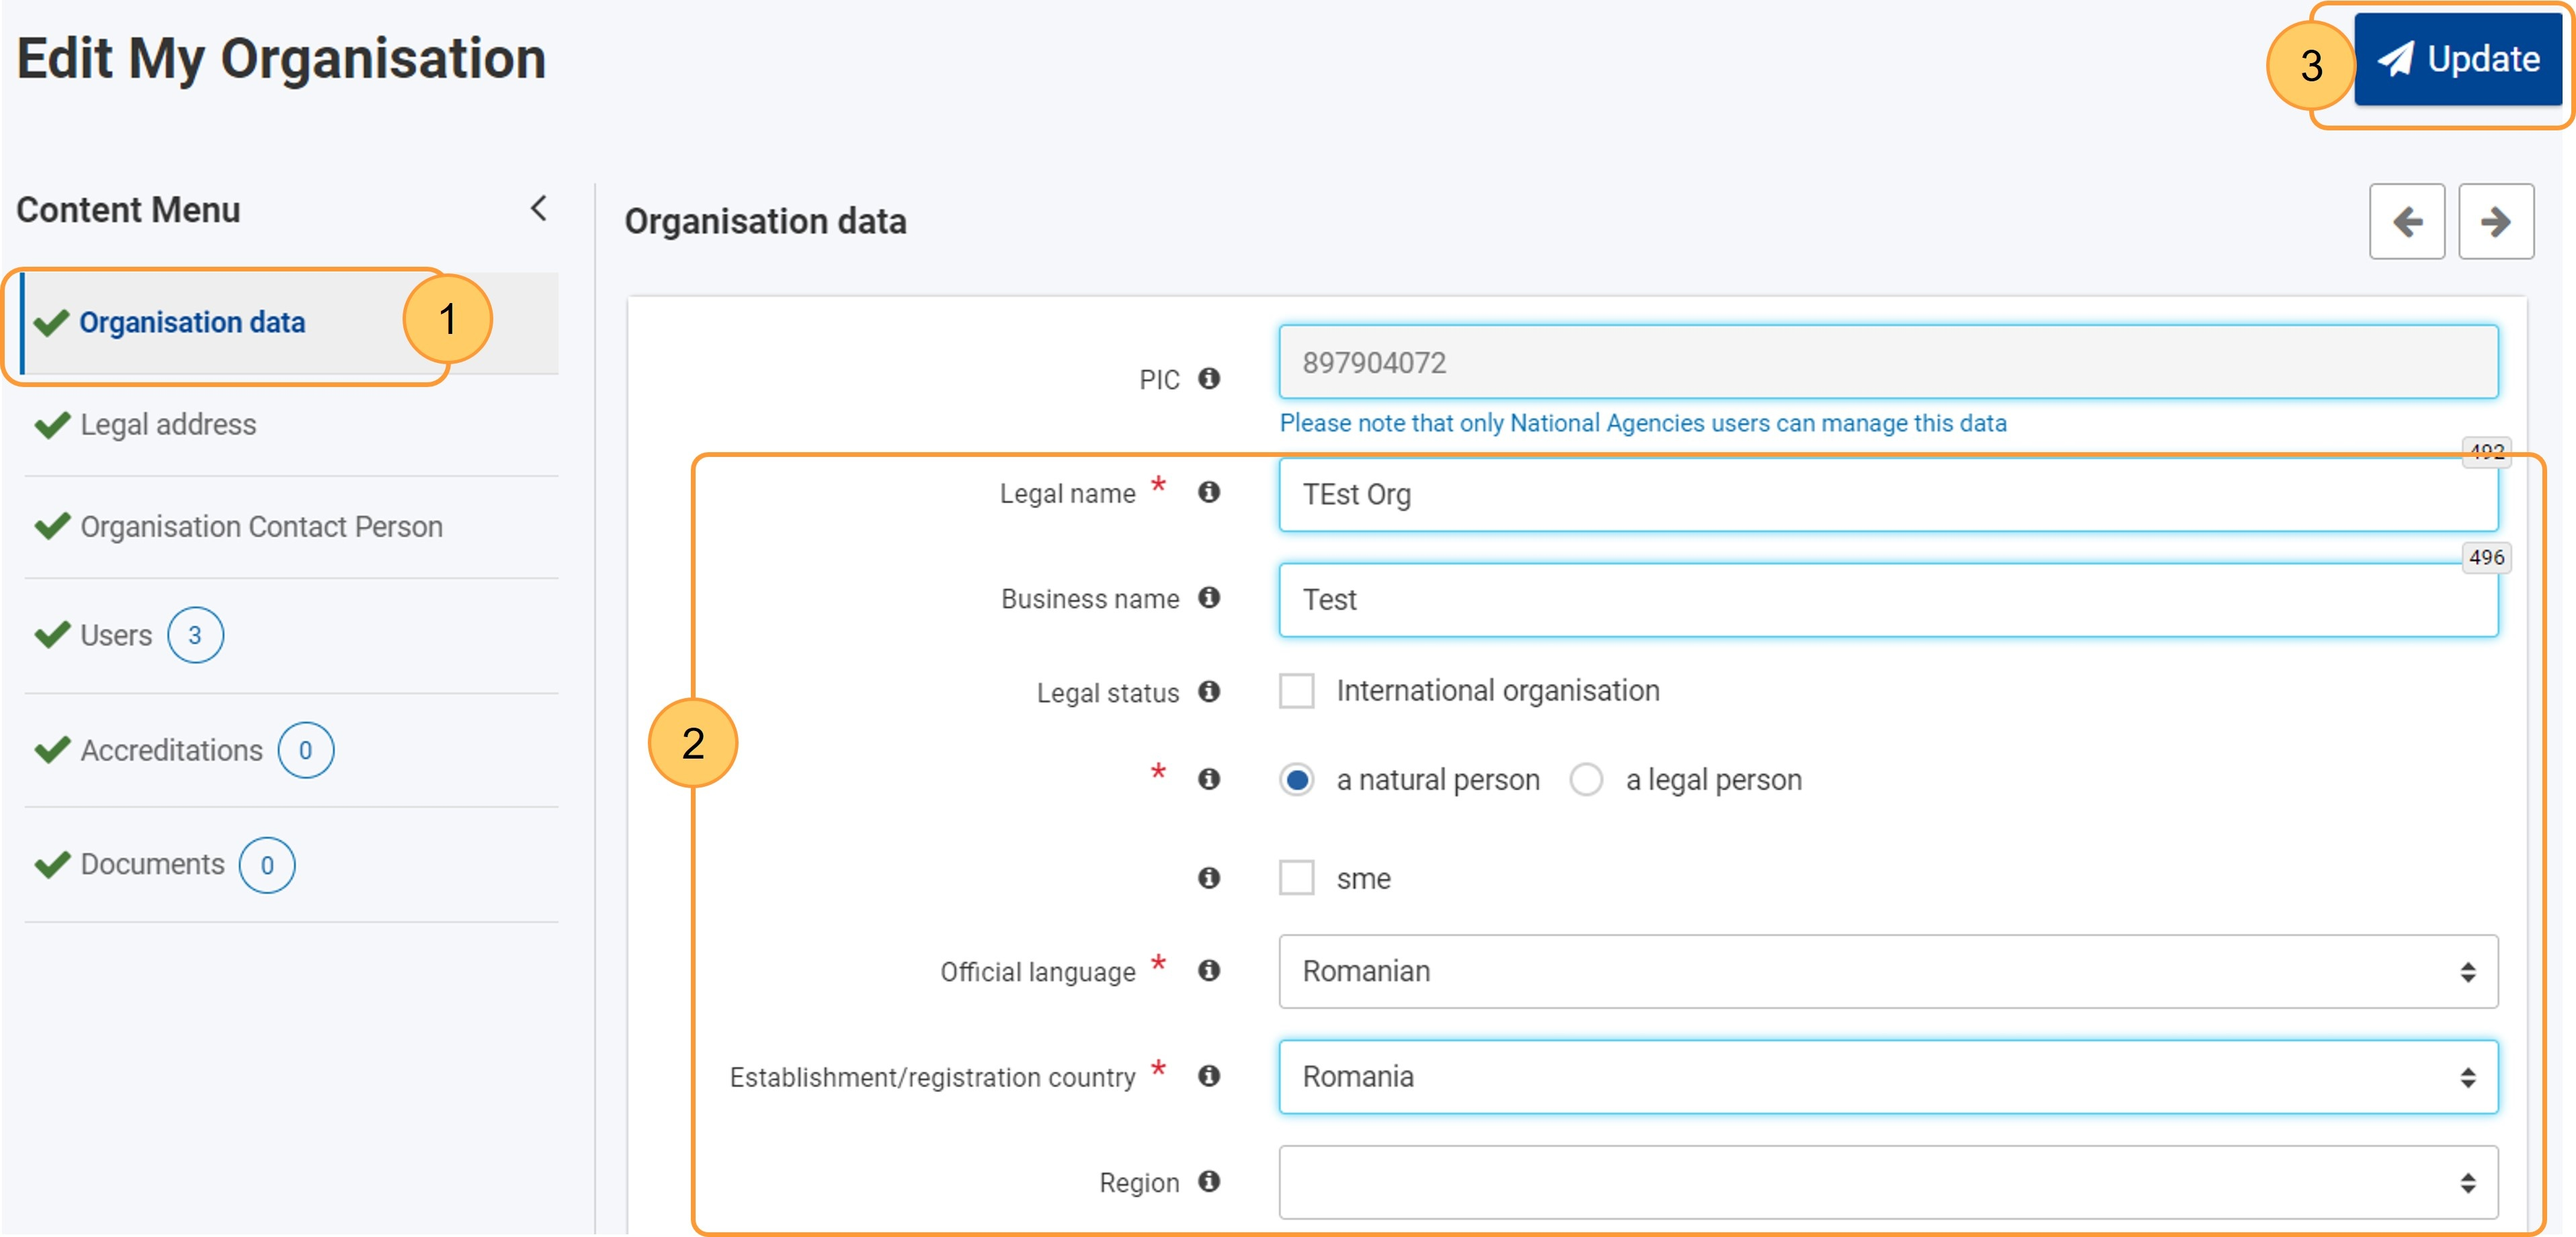 Edit My Organisation
3
Update
Content Menu
Organisation data
1
Legal address
Organisation Contact Person
Users 3
Accreditations 0
Documents 0
Organisation data
PIC 897904072
Please note that only National Agencies users can manage this data
492
Legal name * TEst Org
496
Business name Test
Legal status International organisation
2
* a natural person a legal person
sme
Official language * Romanian
Establishment/registration country * Romania
Region